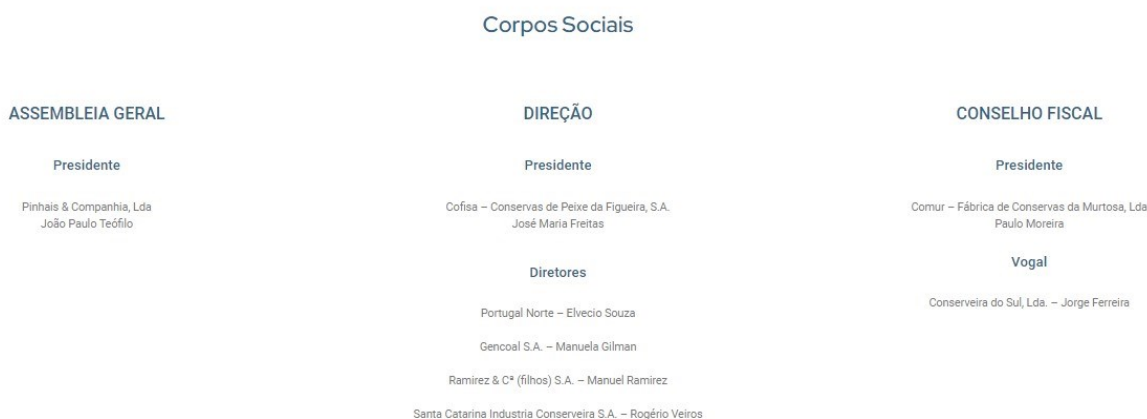 Corpos Sociais
ASSEMBLEIA GERAL
Presidente
Pinhais & Companhia, Lda
João Paulo Teófilo
DIREÇÃO
Presidente
Cofisa – Conservas de Peixe da Figueira, S.A.
José Maria Freitas
Diretores
Portugal Norte – Elvecio Souza
Gencoal S.A. – Manuela Gilman
Ramirez & Cª (filhos) S.A. – Manuel Ramirez
Santa Catarina Industria Conserveira S.A. – Rogério Veiros
CONSELHO FISCAL
Presidente
Comur – Fábrica de Conservas da Murtosa, Lda
Paulo Moreira
Vogal
Conserveira do Sul, Lda. – Jorge Ferreira